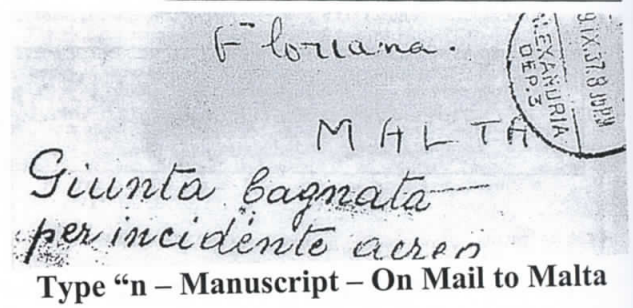 Floriana.
ALEXANDRIA
DEP. 3
9 IX.37.8
MALTA
Giunta bagnata
per incidente aereo
Type “n – Manuscript – On Mail to Malta